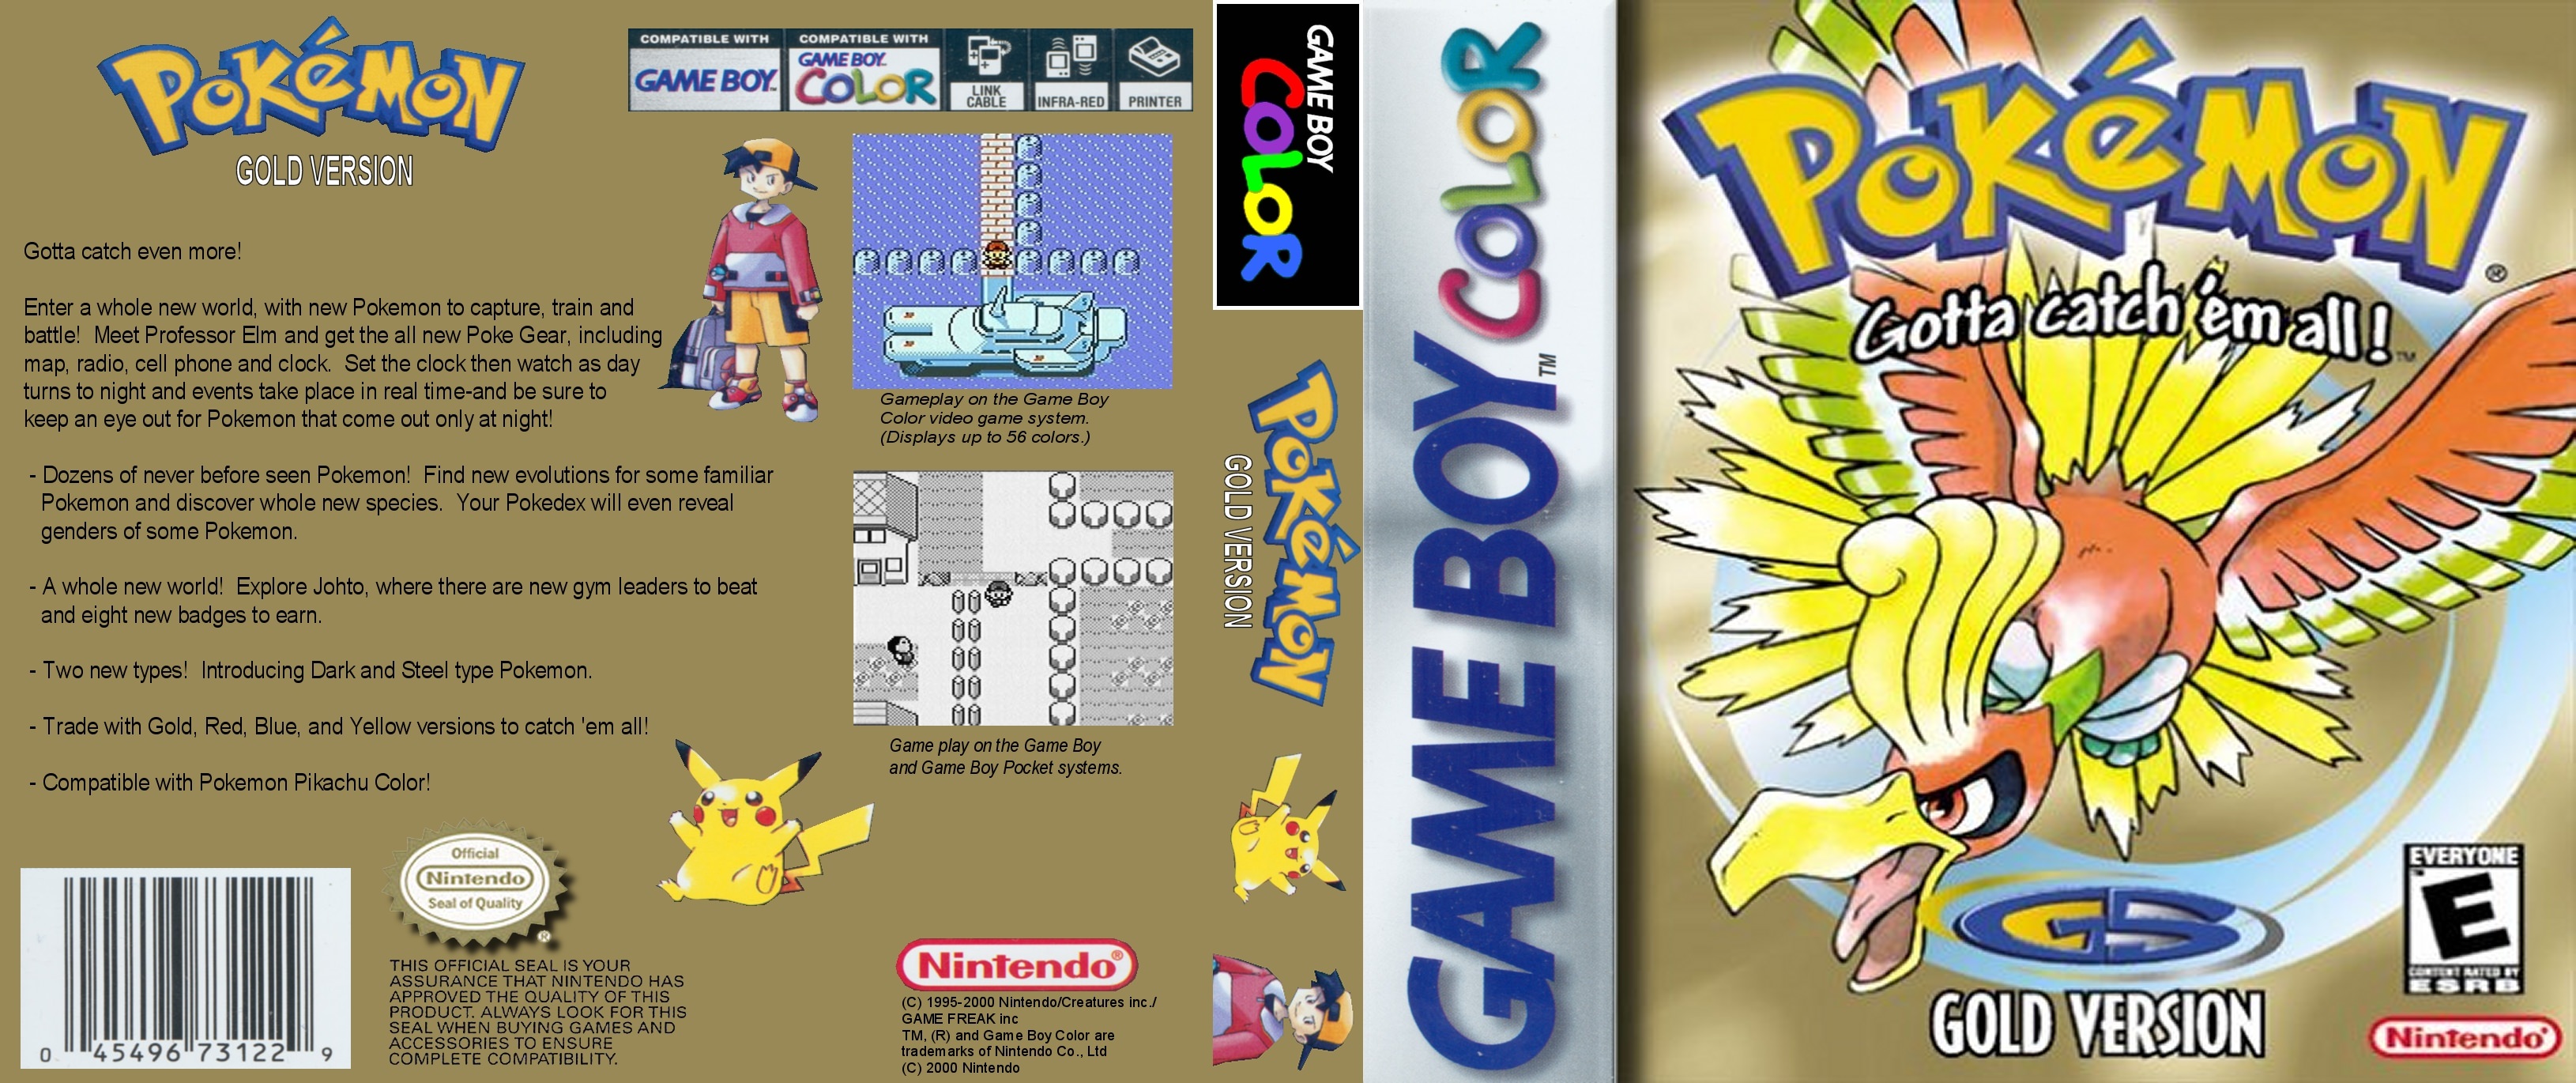 POKéMON
GOLD VERSION
Gotta catch even more!
Enter a whole new world, with new Pokemon to capture, train and
battle!  Meet Professor Elm and get the all new Poke Gear, including
map, radio, cell phone and clock.  Set the clock then watch as day
turns to night and events take place in real time-and be sure to
keep an eye out for Pokemon that come out only at night!
- Dozens of never before seen Pokemon!  Find new evolutions for some familiar
Pokemon and discover whole new species.  Your Pokedex will even reveal
genders of some Pokemon.
- A whole new world!  Explore Johto, where there are new gym leaders to beat
and eight new badges to earn.
- Two new types!  Introducing Dark and Steel type Pokemon.
- Trade with Gold, Red, Blue, and Yellow versions to catch 'em all!
- Compatible with Pokemon Pikachu Color!
0 45496 73122 9
Official
Nintendo
Seal of Quality
®
THIS OFFICIAL SEAL IS YOUR
ASSURANCE THAT NINTENDO HAS
APPROVED THE QUALITY OF THIS
PRODUCT. ALWAYS LOOK FOR THIS
SEAL WHEN BUYING GAMES AND
ACCESSORIES TO ENSURE
COMPLETE COMPATIBILITY.
COMPATIBLE WITH
GAME BOY™
COMPATIBLE WITH
GAME BOY
COLOR
LINK
CABLE
INFRA-RED
PRINTER
Gameplay on the Game Boy
Color video game system.
(Displays up to 56 colors.)
Game play on the Game Boy
and Game Boy Pocket systems.
Nintendo®
(C) 1995-2000 Nintendo/Creatures inc./
GAME FREAK inc
TM, (R) and Game Boy Color are
trademarks of Nintendo Co., Ltd
(C) 2000 Nintendo
GAME BOY
COLOR
POKéMON
GOLD VERSION
GAME BOY COLOR™
POKéMON®
Gotta catch 'em all!™
GS
GOLD VERSION
EVERYONE
E
CONTENT RATED BY
ESRB
Nintendo®